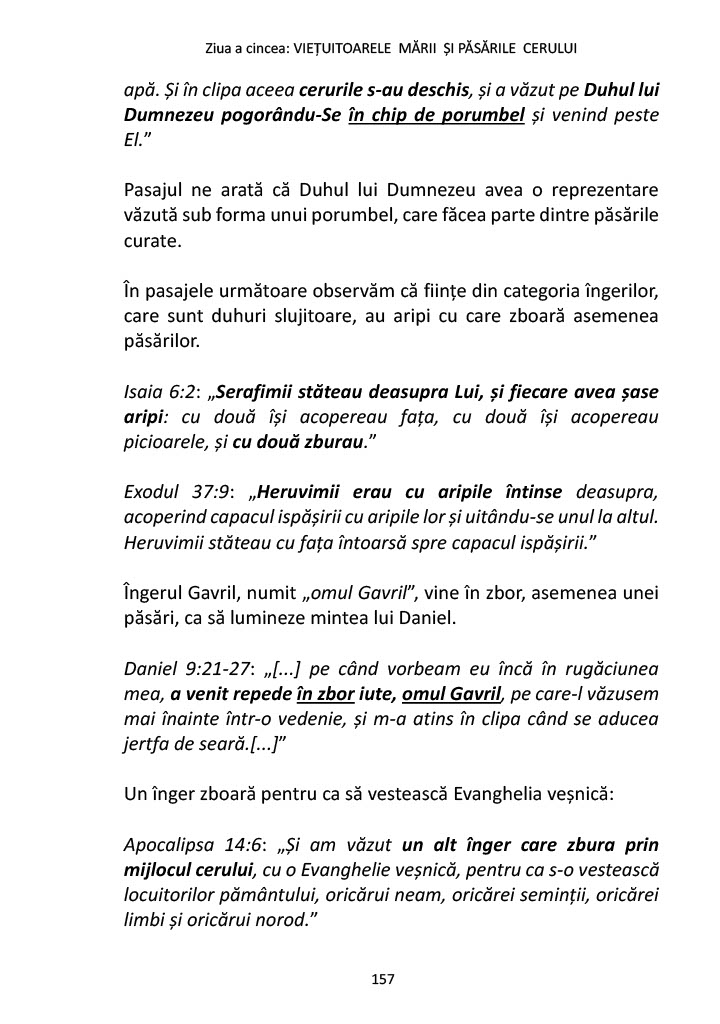 Ziua a cincea: VIEȚUITOARELE MĂRII ȘI PĂSĂRILE CERULUI
apă. Și în clipa aceea cerurile s-au deschis, și a văzut pe Duhul lui
Dumnezeu pogorându-Se în chip de porumbel și venind peste
El.”
Pasajul ne arată că Duhul lui Dumnezeu avea o reprezentare
văzută sub forma unui porumbel, care făcea parte dintre păsările
curate.
În pasajele următoare observăm că ființe din categoria îngerilor,
care sunt duhuri slujitoare, au aripi cu care zboară asemenea
păsărilor.
Isaia 6:2: „Serafimii stăteau deasupra Lui, și fiecare avea șase
aripi: cu două își acopereau fața, cu două își acopereau
picioarele, și cu două zburau.”
Exodul 37:9: „Heruvimii erau cu aripile întinse deasupra,
acoperind capacul ispășirii cu aripile lor și uitându-se unul la altul.
Heruvimii stăteau cu fața întoarsă spre capacul ispășirii.”
Îngerul Gavril, numit „omul Gavril”, vine în zbor, asemenea unei
păsări, ca să lumineze mintea lui Daniel.
Daniel 9:21-27: „[...] pe când vorbeam eu încă în rugăciunea
mea, a venit repede în zbor iute, omul Gavril, pe care-l văzusem
mai înainte într-o vedenie, și m-a atins în clipa când se aducea
jertfa de seară.[...]”
Un înger zboară pentru ca să vestească Evanghelia veșnică:
Apocalipsa 14:6: „Și am văzut un alt înger care zbura prin
mijlocul cerului, cu o Evanghelie veșnică, pentru ca s-o vestească
locuitorilor pământului, oricărui neam, oricărei seminții, oricărei
limbi și oricărui norod.”
157